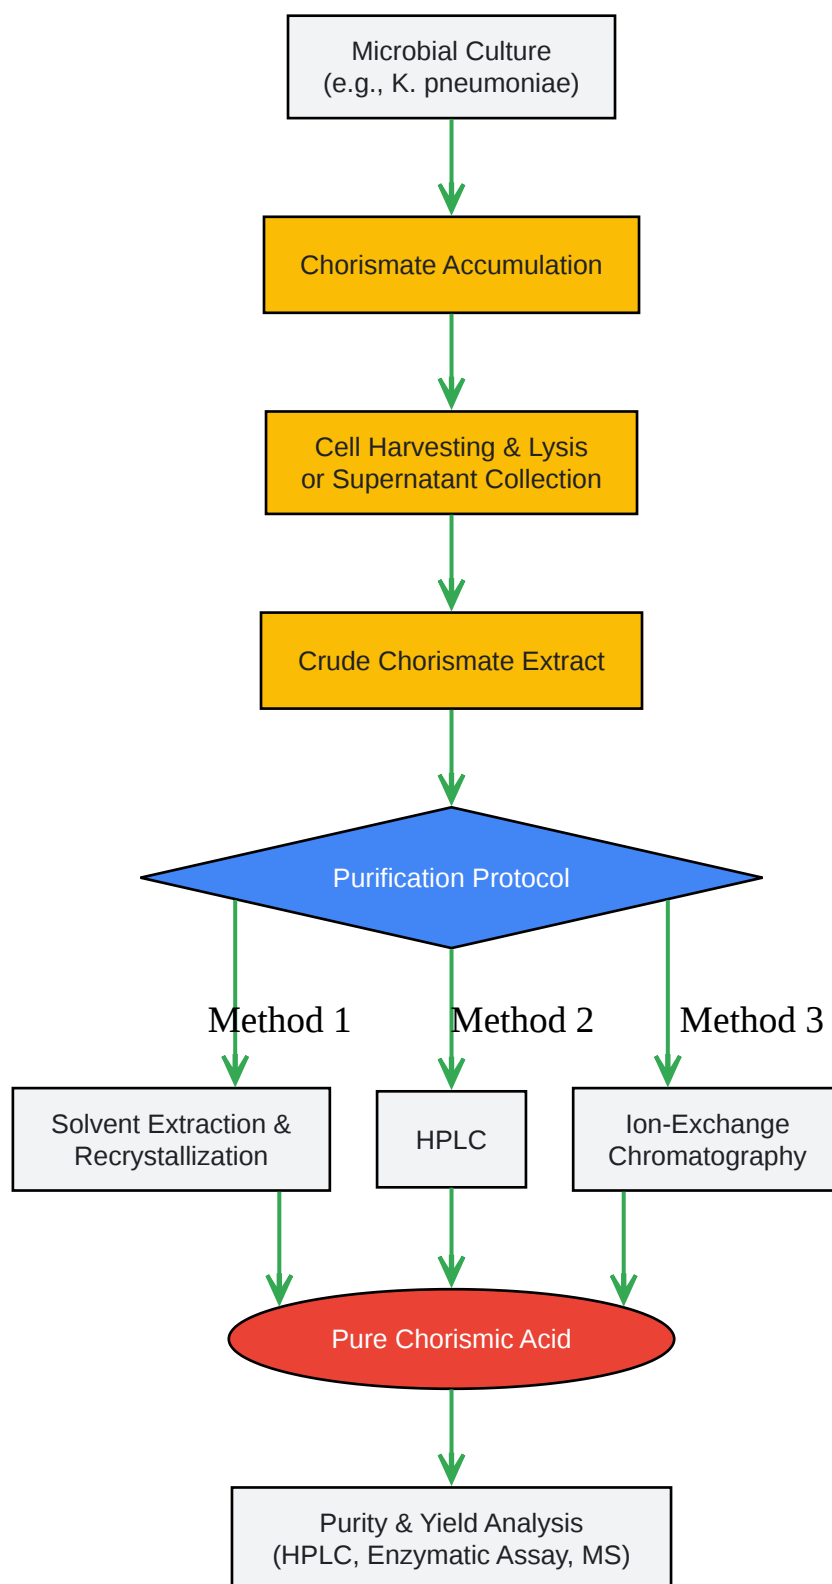 Microbial Culture
(e.g., K. pneumoniae)
Chorismate Accumulation
Cell Harvesting & Lysis
or Supernatant Collection
Crude Chorismate Extract
Purification Protocol
Method 1
Method 2
Method 3
Solvent Extraction &
Recrystallization
HPLC
Ion-Exchange
Chromatography
Pure Chorismic Acid
Purity & Yield Analysis
(HPLC, Enzymatic Assay, MS)